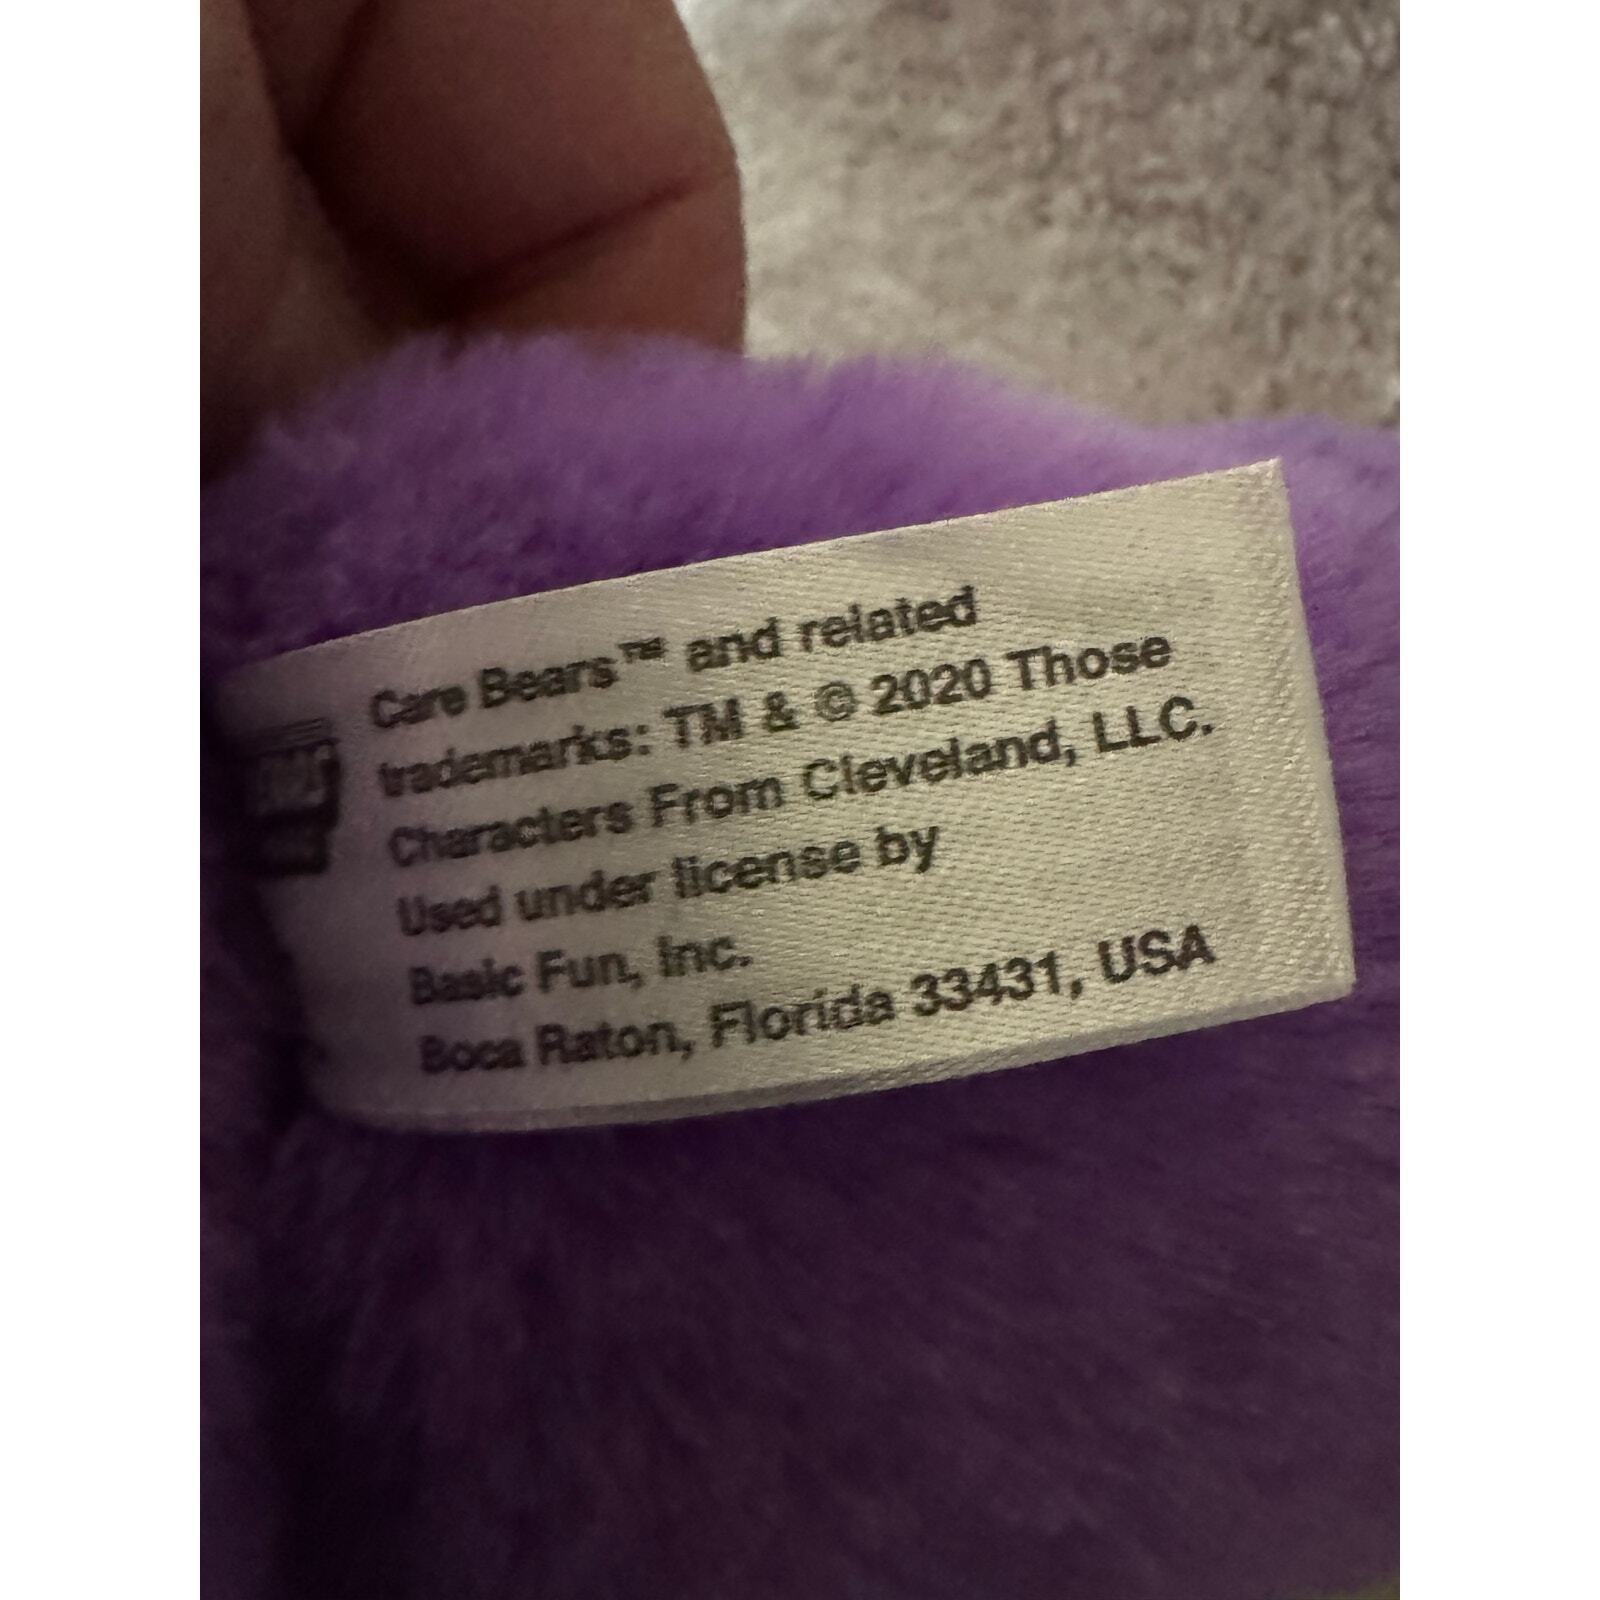 Care Bears™ and related
trademarks: TM & © 2020 Those
Characters From Cleveland, LLC.
Used under license by
Basic Fun, Inc.
Boca Raton, Florida 33431, USA